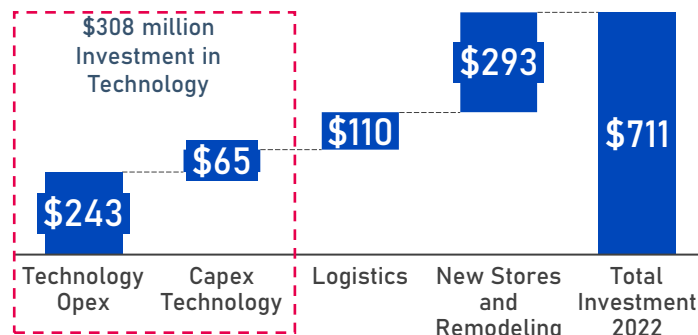 $308 million
Investment in
Technology
$243
$65
$110
$293
$711
Technology
Opex
Capex
Technology
Logistics
New Stores
and
Remodeling
Total
Investment
2022